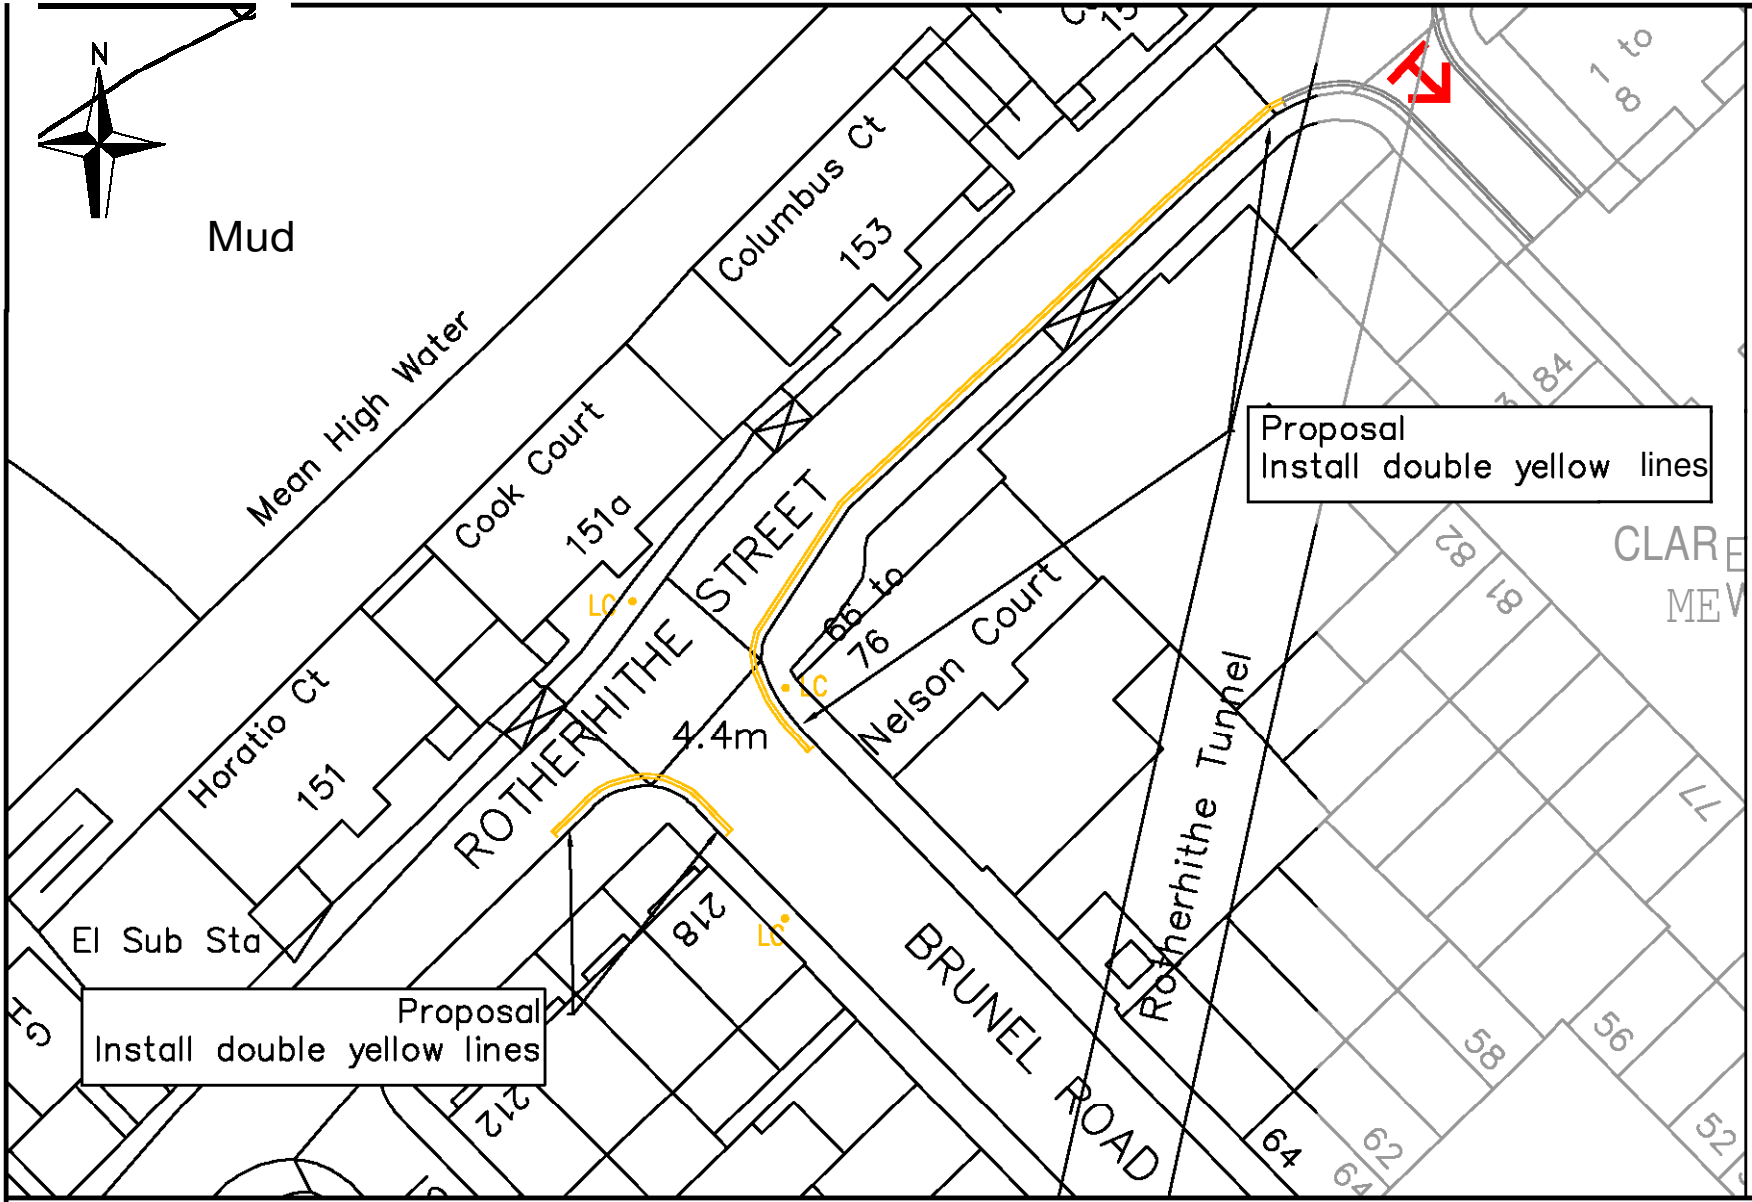 N
Mud
Mean High Water
Columbus Ct
153
15
1 to
8
Cook Court
151a
Horatio Ct
151
LC
ROTHERHITHE STREET
66 to
76
Nelson Court
LC
4.4m
Proposal
Install double yellow lines
84
3
82
81
CLARE
MEW
77
Rotherhithe Tunnel
El Sub Sta
218
LC
BRUNEL ROAD
Proposal
Install double yellow lines
212
58
56
52
64
62
64